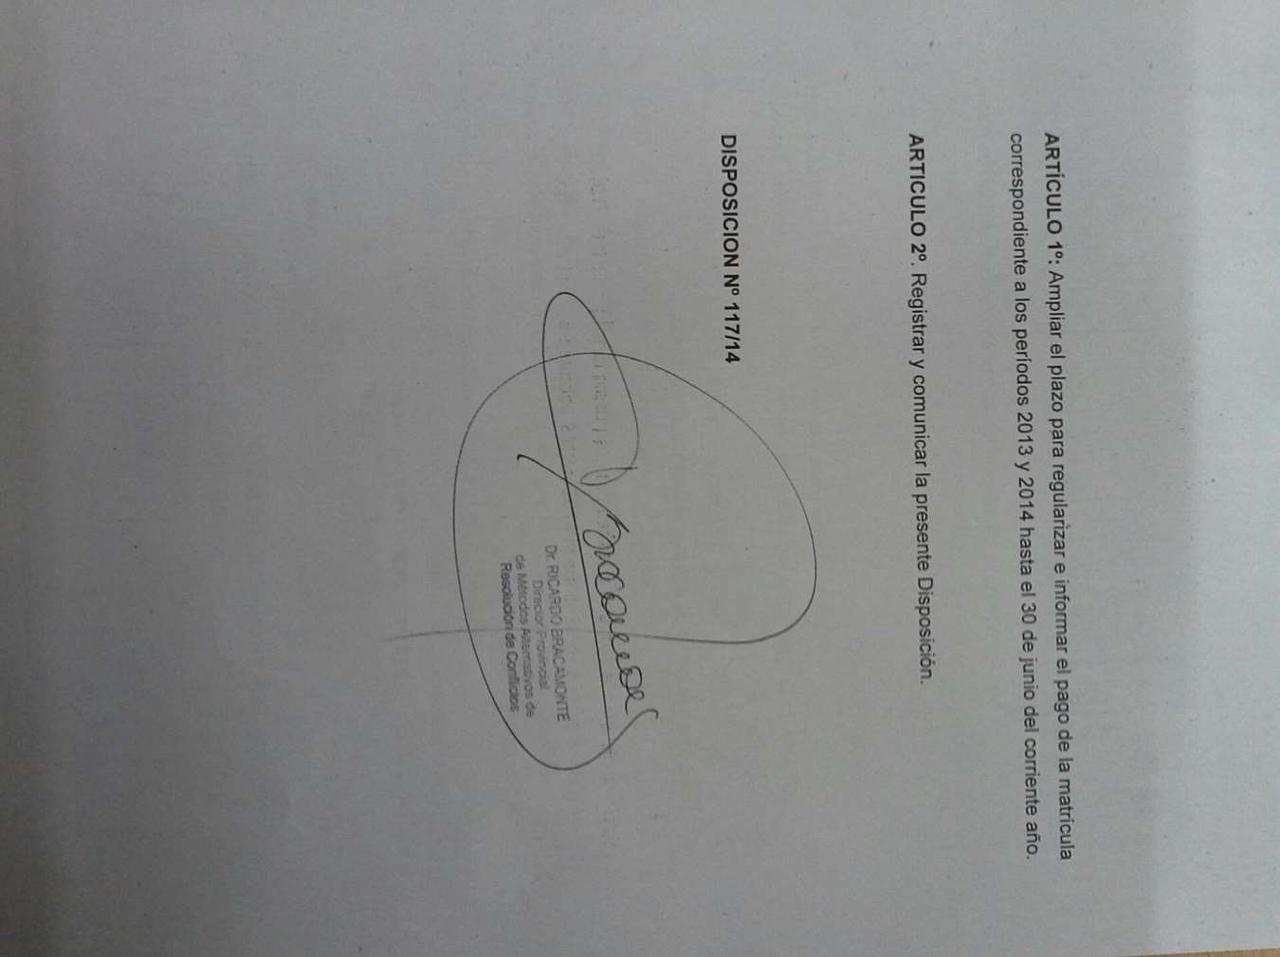 ARTÍCULO 1º: Ampliar el plazo para regularizar e informar el pago de la matrícula
correspondiente a los períodos 2013 y 2014 hasta el 30 de junio del corriente año.
ARTICULO 2º. Registrar y comunicar la presente Disposición.
DISPOSICION Nº 117/14
Dr. RICARDO BRACAMONTE
Director Provincial
de Métodos Alternativos de
Resolución de Conflictos